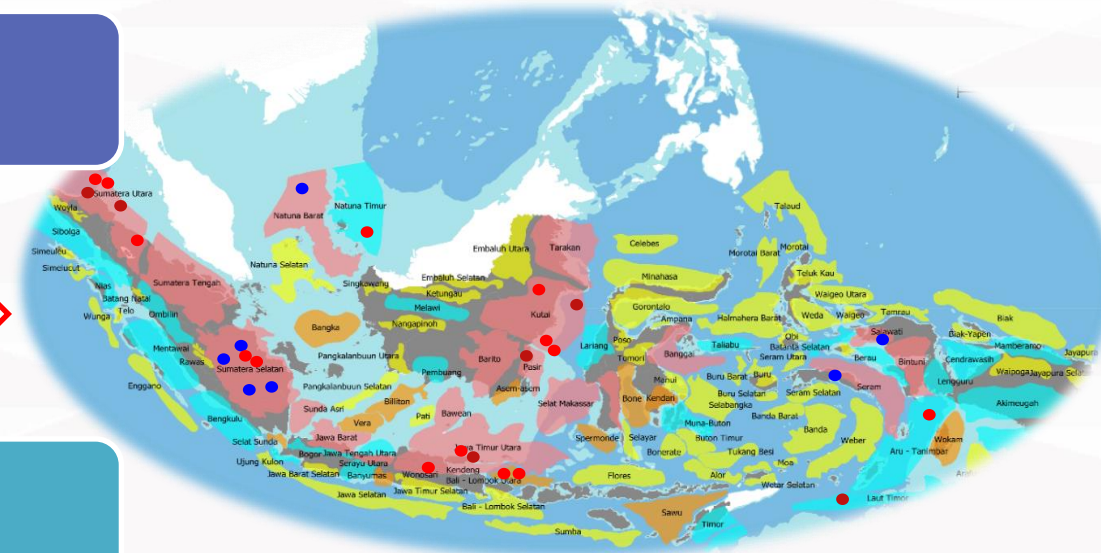 Sumatera Utara
Woyla
Sibolga
Simeuleu
Simelucut
Nias
Batang Natal
Telo
Wunga
Ombilin
Sumatera Tengah
Mentawai
Rawas
Sumatera Selatan
Enggano
Bengkulu
Selat Sunda
Ujung Kulon
Natuna Barat
Natuna Timur
Natuna Selatan
Singkawang
Bangka
Embaluh Utara
Embaluh Selatan
Ketungau
Melawi
Nangapinoh
Pangkalanbuun Utara
Pembuang
Pangkalanbuun Selatan
Billiton
Vera
Pati
Bawean
Sunda Asri
Jawa Barat
Bogor
Jawa Tengah Utara
Serayu Utara
Jawa Barat Selatan
Banyumas
Jawa Selatan
Jawa Timur Utara
Kendeng
Wonosari
Bali - Lombok Utara
Jawa Timur Selatan
Bali - Lombok Selatan
Tarakan
Kutai
Barito
Pasir
Asem-asem
Selat Makassar
Lariang
Celebes
Minahasa
Gorontalo
Ampana
Poso
Tomori
Banggai
Manui
Bone
Kendari
Spermonde
Selayar
Muna-Buton
Buton Timur
Bonerate
Tukang Besi
Flores
Alor
Sumba
Sawu
Timor
Wetar Selatan
Moa
Talaud
Morotai Barat
Morotai
Teluk Kau
Halmahera Barat
Weda
Waigeo Utara
Waigeo
Tamrau
Obi
Batanta Selatan
Taliabu
Seram Utara
Salawati
Berau
Bintuni
Buru Barat
Buru
Buru Selatan
Selabangka
Seram Selatan
Seram
Banda Barat
Banda
Weber
Biak
Biak-Yapen
Mamberamo
Cendrawasih
Waipoga
Jayapura
Jayapura Sela
Lengguru
Akimeugah
Wokam
Aru - Tanimbar
Laut Timor